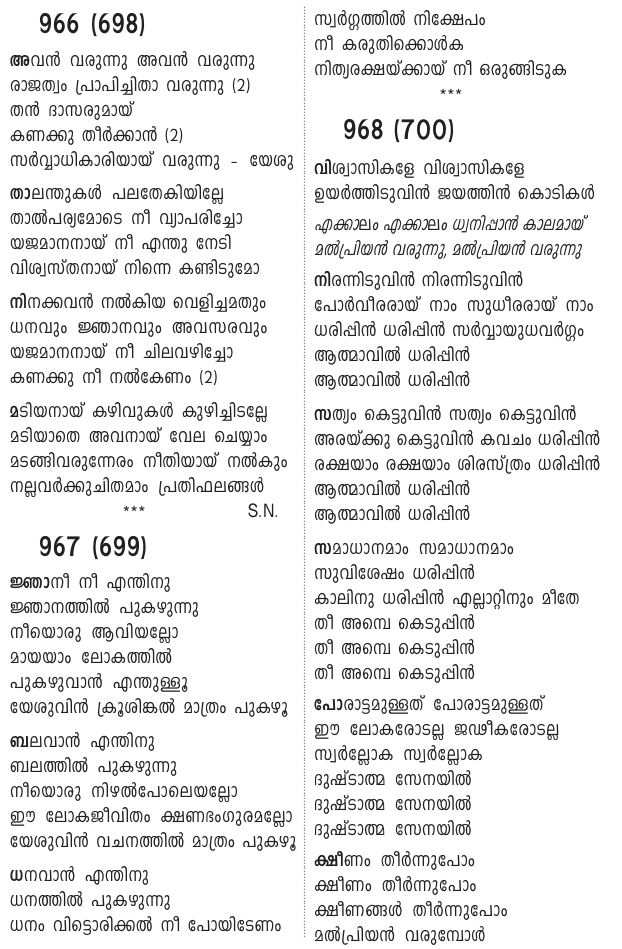 966 (698)
അവൻ വരുന്നു അവൻ വരുന്നു
രാജത്വം പ്രാപിച്ചിതാ വരുന്നു (2)
തൻ ദാസരുമായ്
കണക്കു തീർക്കാൻ (2)
സർവ്വാധികാരിയായ് വരുന്നു – യേശു
താലന്തുകൾ പലതേകിയില്ലേ
താൽപര്യമോടെ നീ വ്യാപരിച്ചോ
യജമാനനായ് നീ എന്തു നേടി
വിശ്വസ്തനായ് നിന്നെ കണ്ടിടുമോ
നിനക്കവൻ നൽകിയ വെളിച്ചമതും
ധനവും ജ്ഞാനവും അവസരവും
യജമാനനായ് നീ ചിലവഴിച്ചോ
കണക്കു നീ നൽകേണം (2)
മടിയനായ് കഴിവുകൾ കുഴിച്ചിടല്ലേ
മടിയാതെ അവനായ് വേല ചെയ്യാം
മടങ്ങിവരുന്നേരം നീതിയായ് നൽകും
നല്ലവർക്കുചിതമാം പ്രതിഫലങ്ങൾ
*** S.N.
967 (699)
ജ്ഞാനീ നീ എന്തിനു
ജ്ഞാനത്തിൽ പുകഴുന്നു
നീയൊരു ആവിയല്ലോ
മായയാം ലോകത്തിൽ
പുകഴുവാൻ എന്തുള്ളൂ
യേശുവിൻ ക്രൂശിങ്കൽ മാത്രം പുകഴൂ
ബലവാൻ എന്തിനു
ബലത്തിൽ പുകഴുന്നു
നീയൊരു നിഴൽപോലെയല്ലോ
ഈ ലോകജീവിതം ക്ഷണഭംഗുരമല്ലോ
യേശുവിൻ വചനത്തിൽ മാത്രം പുകഴൂ
ധനവാൻ എന്തിനു
ധനത്തിൽ പുകഴുന്നു
ധനം വിട്ടൊരിക്കൽ നീ പോയിടേണം
സ്വർഗ്ഗത്തിൽ നിക്ഷേപം
നീ കരുതിക്കൊൾക
നിത്യരക്ഷയ്ക്കായ് നീ ഒരുങ്ങിടുക
***
968 (700)
വിശ്വാസികളേ വിശ്വാസികളേ
ഉയർത്തിടുവിൻ ജയത്തിൻ കൊടികൾ
എക്കാലം എക്കാലം ധ്വനിപ്പാൻ കാലമായ്
മൽപ്രിയൻ വരുന്നു, മൽപ്രിയൻ വരുന്നു
നിരന്നിടുവിൻ നിരന്നിടുവിൻ
പോർവീരരായ് നാം സുധീരരായ് നാം
ധരിപ്പിൻ ധരിപ്പിൻ സർവ്വായുധവർഗ്ഗം
ആത്മാവിൽ ധരിപ്പിൻ
ആത്മാവിൽ ധരിപ്പിൻ
സത്യം കെട്ടുവിൻ സത്യം കെട്ടുവിൻ
അരയ്ക്കു കെട്ടുവിൻ കവചം ധരിപ്പിൻ
രക്ഷയാം രക്ഷയാം ശിരസ്ത്രം ധരിപ്പിൻ
ആത്മാവിൽ ധരിപ്പിൻ
ആത്മാവിൽ ധരിപ്പിൻ
സമാധാനമാം സമാധാനമാം
സുവിശേഷം ധരിപ്പിൻ
കാലിനു ധരിപ്പിൻ എല്ലാറ്റിനും മീതേ
തീ അമ്പെ കെടുപ്പിൻ
തീ അമ്പെ കെടുപ്പിൻ
തീ അമ്പെ കെടുപ്പിൻ
പോരാട്ടമുള്ളത് പോരാട്ടമുള്ളത്
ഈ ലോകരോടല്ല ജഢീകരോടല്ല
സ്വർല്ലോക സ്വർല്ലോക
ദുഷ്ടാത്മ സേനയിൽ
ദുഷ്ടാത്മ സേനയിൽ
ദുഷ്ടാത്മ സേനയിൽ
ക്ഷീണം തീർന്നുപോം
ക്ഷീണം തീർന്നുപോം
ക്ഷീണങ്ങൾ തീർന്നുപോം
മൽപ്രിയൻ വരുമ്പോൾ